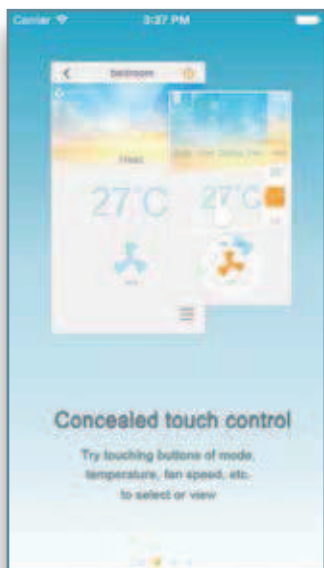 Carrier 3:27 PM
bedroom
Heat
27°C
27°C
Concealed touch control
Try touching buttons of mode,
temperature, fan speed, etc.
to select or view